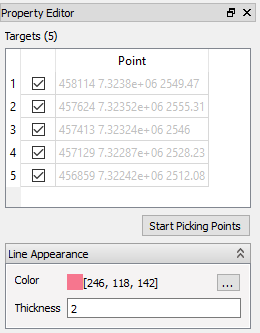 Property Editor
Targets (5)
Point
1 458114 7.3238e+06 2549.47
2 457624 7.32352e+06 2555.31
3 457413 7.32324e+06 2546
4 457129 7.32287e+06 2528.23
5 456859 7.32242e+06 2512.08
Start Picking Points
Line Appearance
Color [246, 118, 142] ...
Thickness 2